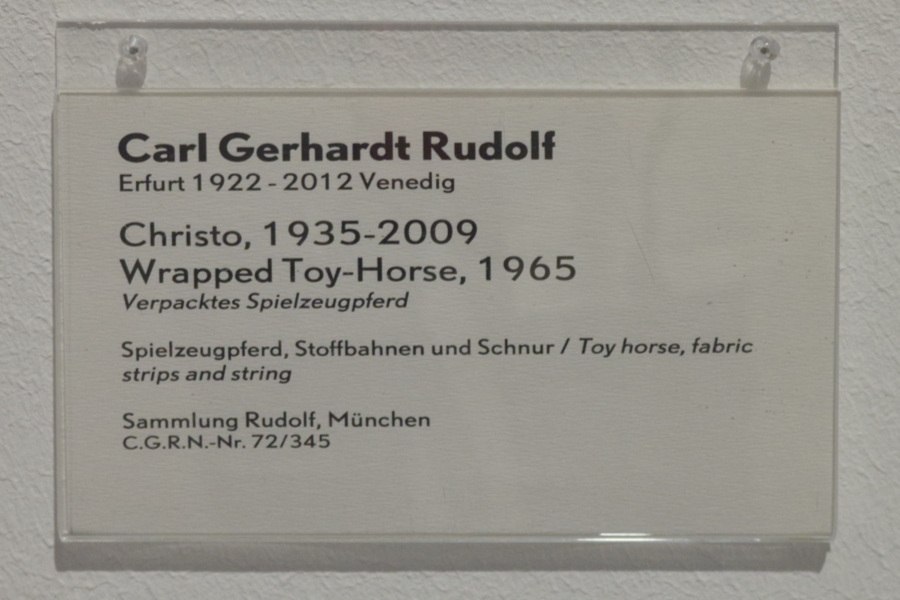 Carl Gerhardt Rudolf
Erfurt 1922 - 2012 Venedig
Christo, 1935-2009
Wrapped Toy-Horse, 1965
Verpacktes Spielzeugpferd
Spielzeugpferd, Stoffbahnen und Schnur / Toy horse, fabric
strips and string
Sammlung Rudolf, München
C.G.R.N.-Nr. 72/345